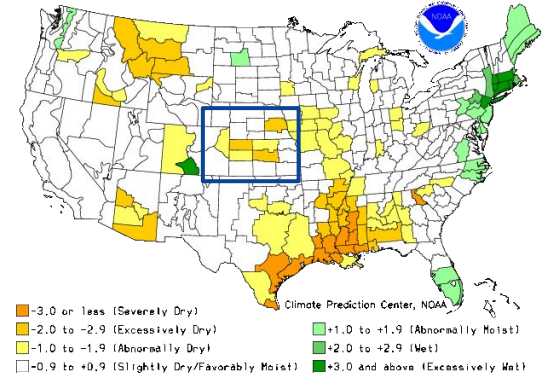 NOAA
Climate Prediction Center, NOAA
-3.0 or less (Severely Dry)
-2.0 to -2.9 (Excessively Dry)
-1.0 to -1.9 (Abnormally Dry)
-0.9 to +0.9 (Slightly Dry/Favorably Moist)
+1.0 to +1.9 (Abnormally Moist)
+2.0 to +2.9 (Wet)
+3.0 and above (Excessively Wet)